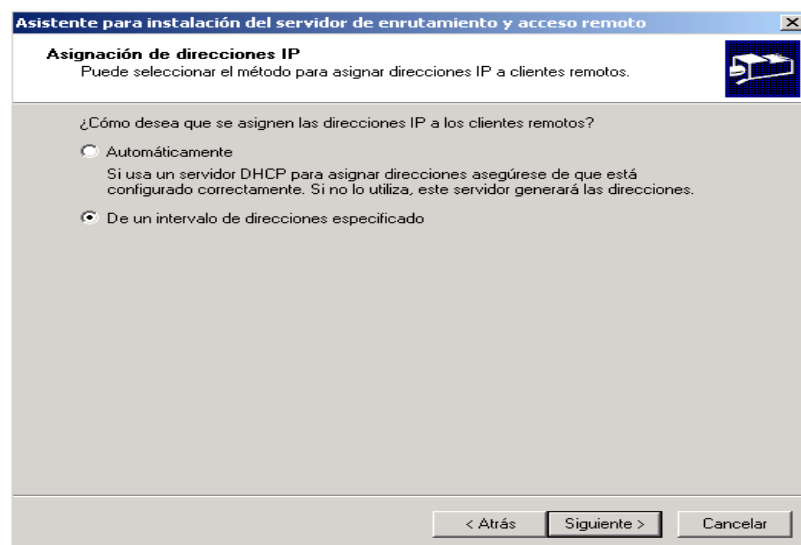 Asistente para instalación del servidor de enrutamiento y acceso remoto
Asignación de direcciones IP
Puede seleccionar el método para asignar direcciones IP a clientes remotos.
¿Cómo desea que se asignen las direcciones IP a los clientes remotos?
Automáticamente
Si usa un servidor DHCP para asignar direcciones asegúrese de que está
configurado correctamente. Si no lo utiliza, este servidor generará las direcciones.
De un intervalo de direcciones especificado
< Atrás
Siguiente >
Cancelar